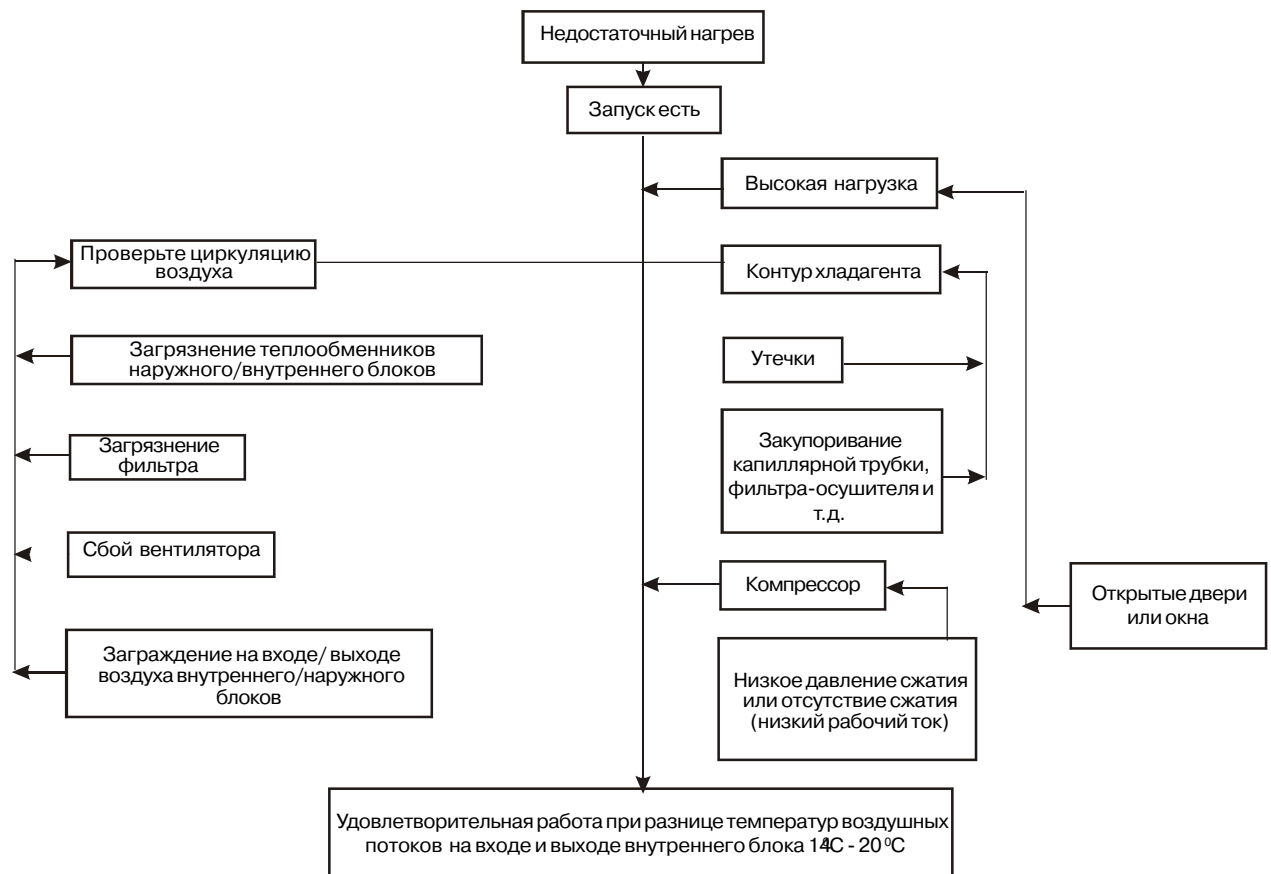 Недостаточный нагрев
Запуск есть
Высокая нагрузка
Проверьте циркуляцию
воздуха
Контур хладагента
Загрязнение теплообменников
наружного/внутреннего блоков
Утечки
Загрязнение
фильтра
Закупоривание
капиллярной трубки,
фильтра-осушителя и
т.д.
Сбой вентилятора
Компрессор
Открытые двери
или окна
Заграждение на входе/ выходе
воздуха внутреннего/наружного
блоков
Низкое давление сжатия
или отсутствие сжатия
(низкий рабочий ток)
Удовлетворительная работа при разнице температур воздушных
потоков на входе и выходе внутреннего блока 14°C - 20 °C